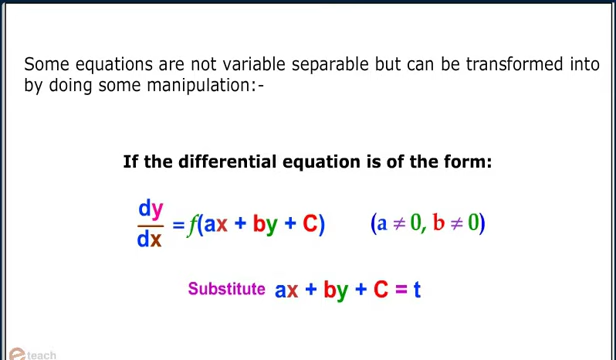 Some equations are not variable separable but can be transformed into
by doing some manipulation:-
If the differential equation is of the form:
dy/dx = f(ax + by + C) (a ≠ 0, b ≠ 0)
Substitute ax + by + C = t
e teach